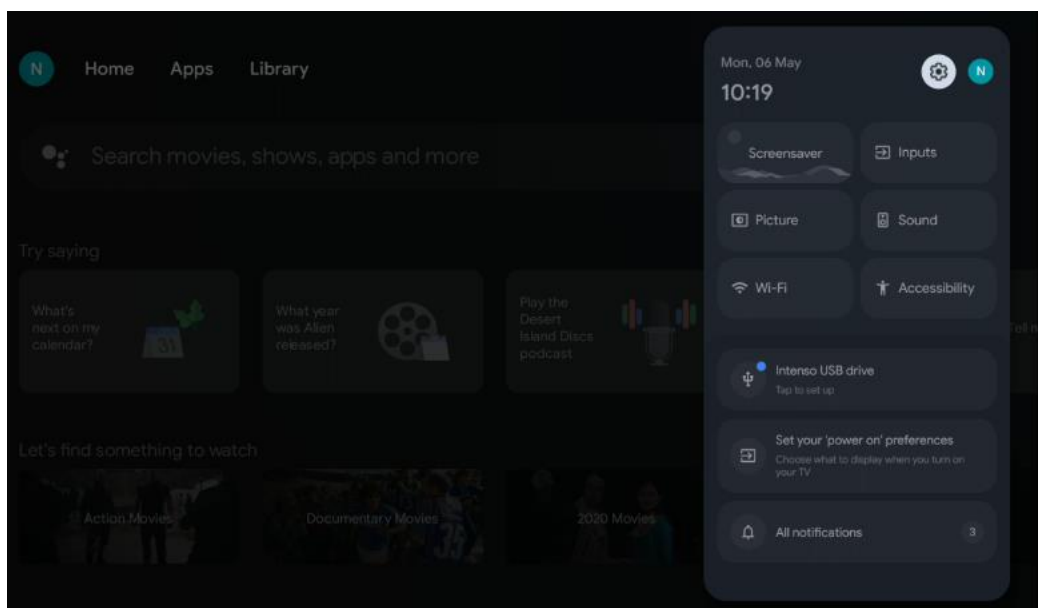 N
Home
Apps
Library
Search movies, shows, apps and more
Try saying
What's
next on my
calendar?
31
What year
was Alien
released?
Play the
Desert
Island Discs
podcast
Tell
Let's find something to watch
Action Movies
Documentary Movies
2020 Movies
Mon, 06 May
10:19
N
Screensaver
Inputs
Picture
Sound
Wi-Fi
Accessibility
Intenso USB drive
Tap to set up
Set your 'power on' preferences
Choose what to display when you turn on
your TV
All notifications
3